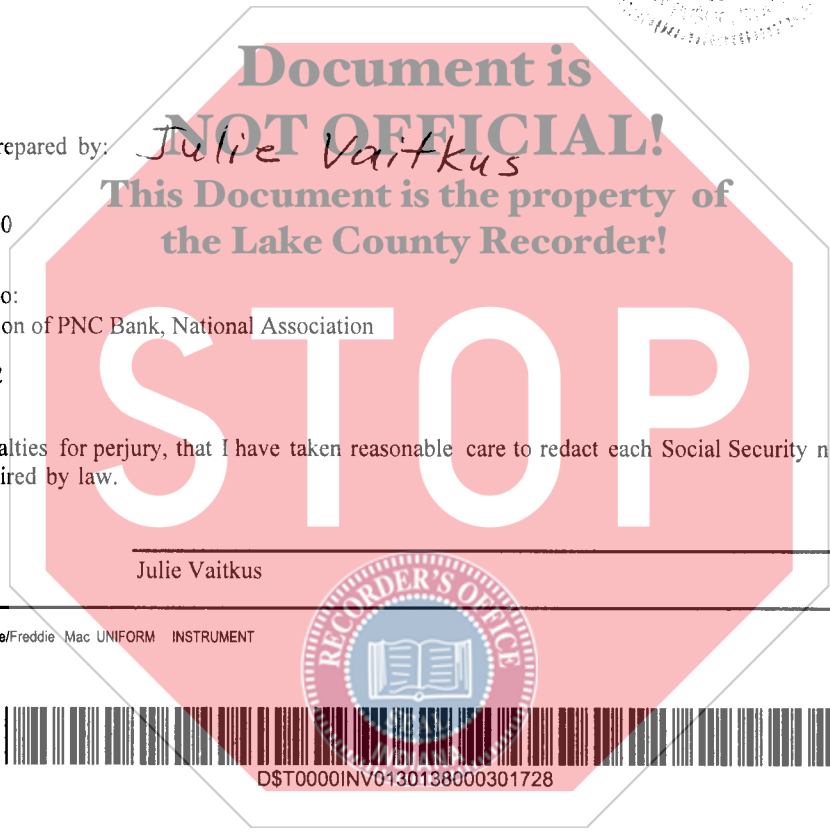 Document is
NOT OFFICIAL!
repared by: Julie Vaitkus
This Document is the property of
0
the Lake County Recorder!
o:
on of PNC Bank, National Association
STOP
alties for perjury, that I have taken reasonable care to redact each Social Security n
ired by law.
Julie Vaitkus
RECORDER'S OFFICE
e/Freddie Mac UNIFORM INSTRUMENT
SEAL
INDIANA
D$T0000INV0130138000301728